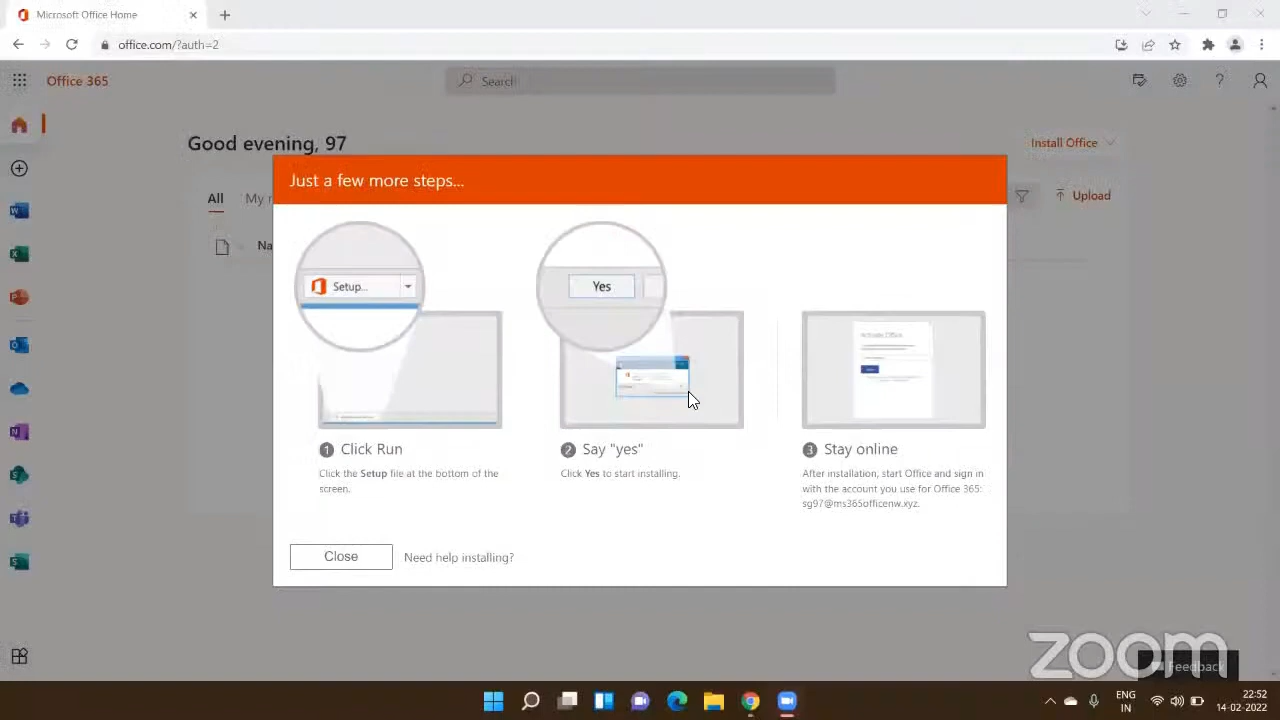 Microsoft Office Home
office.com/?auth=2
Office 365
Search
Good evening, 97
Install Office
All
My r
Upload
Na
Just a few more steps...
Setup...
Yes
Activate Office
1 Click Run
Click the Setup file at the bottom of the
screen.
2 Say "yes"
Click Yes to start installing.
3 Stay online
After installation, start Office and sign in
with the account you use for Office 365:
sg97@ms365officenw.xyz.
Close
Need help installing?
zoom
Feedback
ENG
IN
22:52
14-02-2022